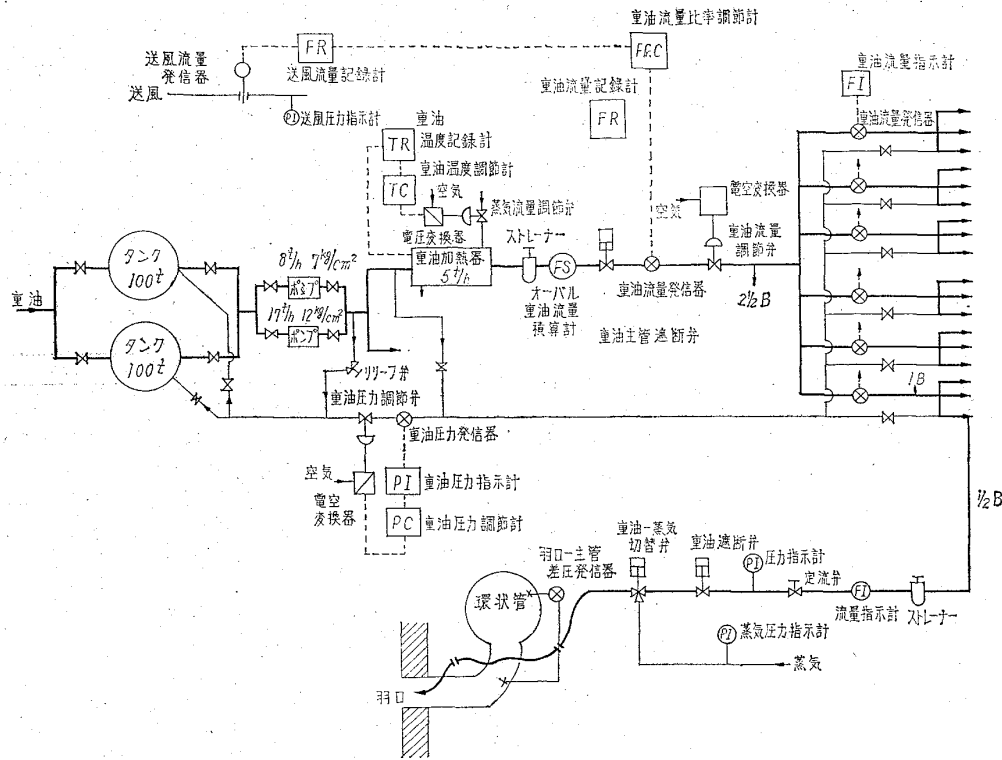 重油流量比率調節計
FR
FRC
送風流量
発信器
送風流量記録計
送風
PI 送風圧力指示計
重油流量記録計
FR
重油流量指示計
FI
重油流量発信器
重油
温度記録計
TR
重油温度調節計
TC
空気
蒸気流量調節弁
電圧変換器
ストレーナー
空気
電空変換器
重油流量
調節弁
タンク
100t
8t/h 7kg/cm²
ポンプ
17t/h 12kg/cm²
ポンプ
重油加熱器
5t/h
FS
オーバル
重油流量
積算計
重油流量発信器
2½B
重油
タンク
100t
重油主管遮断弁
リリーフ弁
1B
重油圧力調節弁
重油圧力発信器
空気
電空
変換器
PI
重油圧力指示計
PC
重油圧力調節計
½B
羽口-主管
差圧発信器
重油-蒸気
切替弁
重油遮断弁
PI
圧力指示計
定流弁
FI
流量指示計
ストレーナー
環状管
PI
蒸気圧力指示計
蒸気
羽口